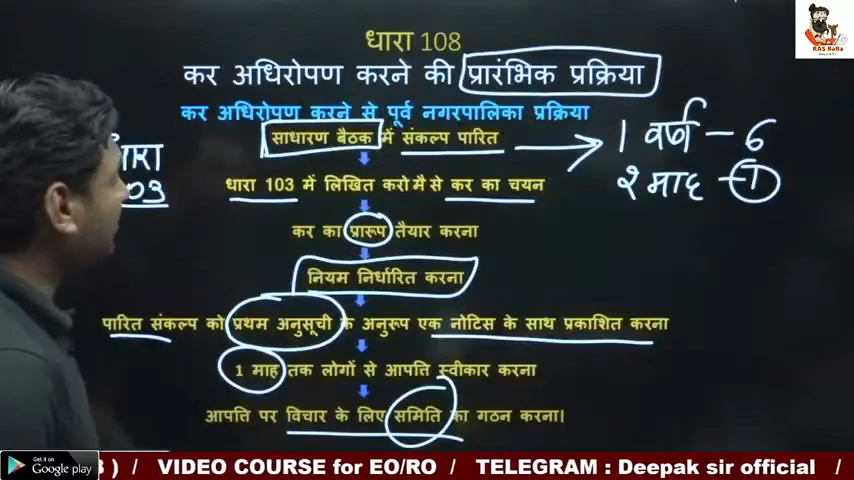 धारा 108
कर अधिरोपण करने की प्रारंभिक प्रक्रिया
कर अधिरोपण करने से पूर्व नगरपालिका प्रक्रिया
साधारण बैठक में संकल्प पारित
1 वर्ष - 6
2 माह - 1
धारा 103 में लिखित करो मै से कर का चयन
कर का प्रारूप तैयार करना
नियम निर्धारित करना
पारित संकल्प को प्रथम अनुसूची के अनुरूप एक नोटिस के साथ प्रकाशित करना
1 माह तक लोगों से आपत्ति स्वीकार करना
आपत्ति पर विचार के लिए समिति का गठन करना।
RAS BaBa
GET IT ON
Google play
) / VIDEO COURSE for EO/RO / TELEGRAM : Deepak sir official /